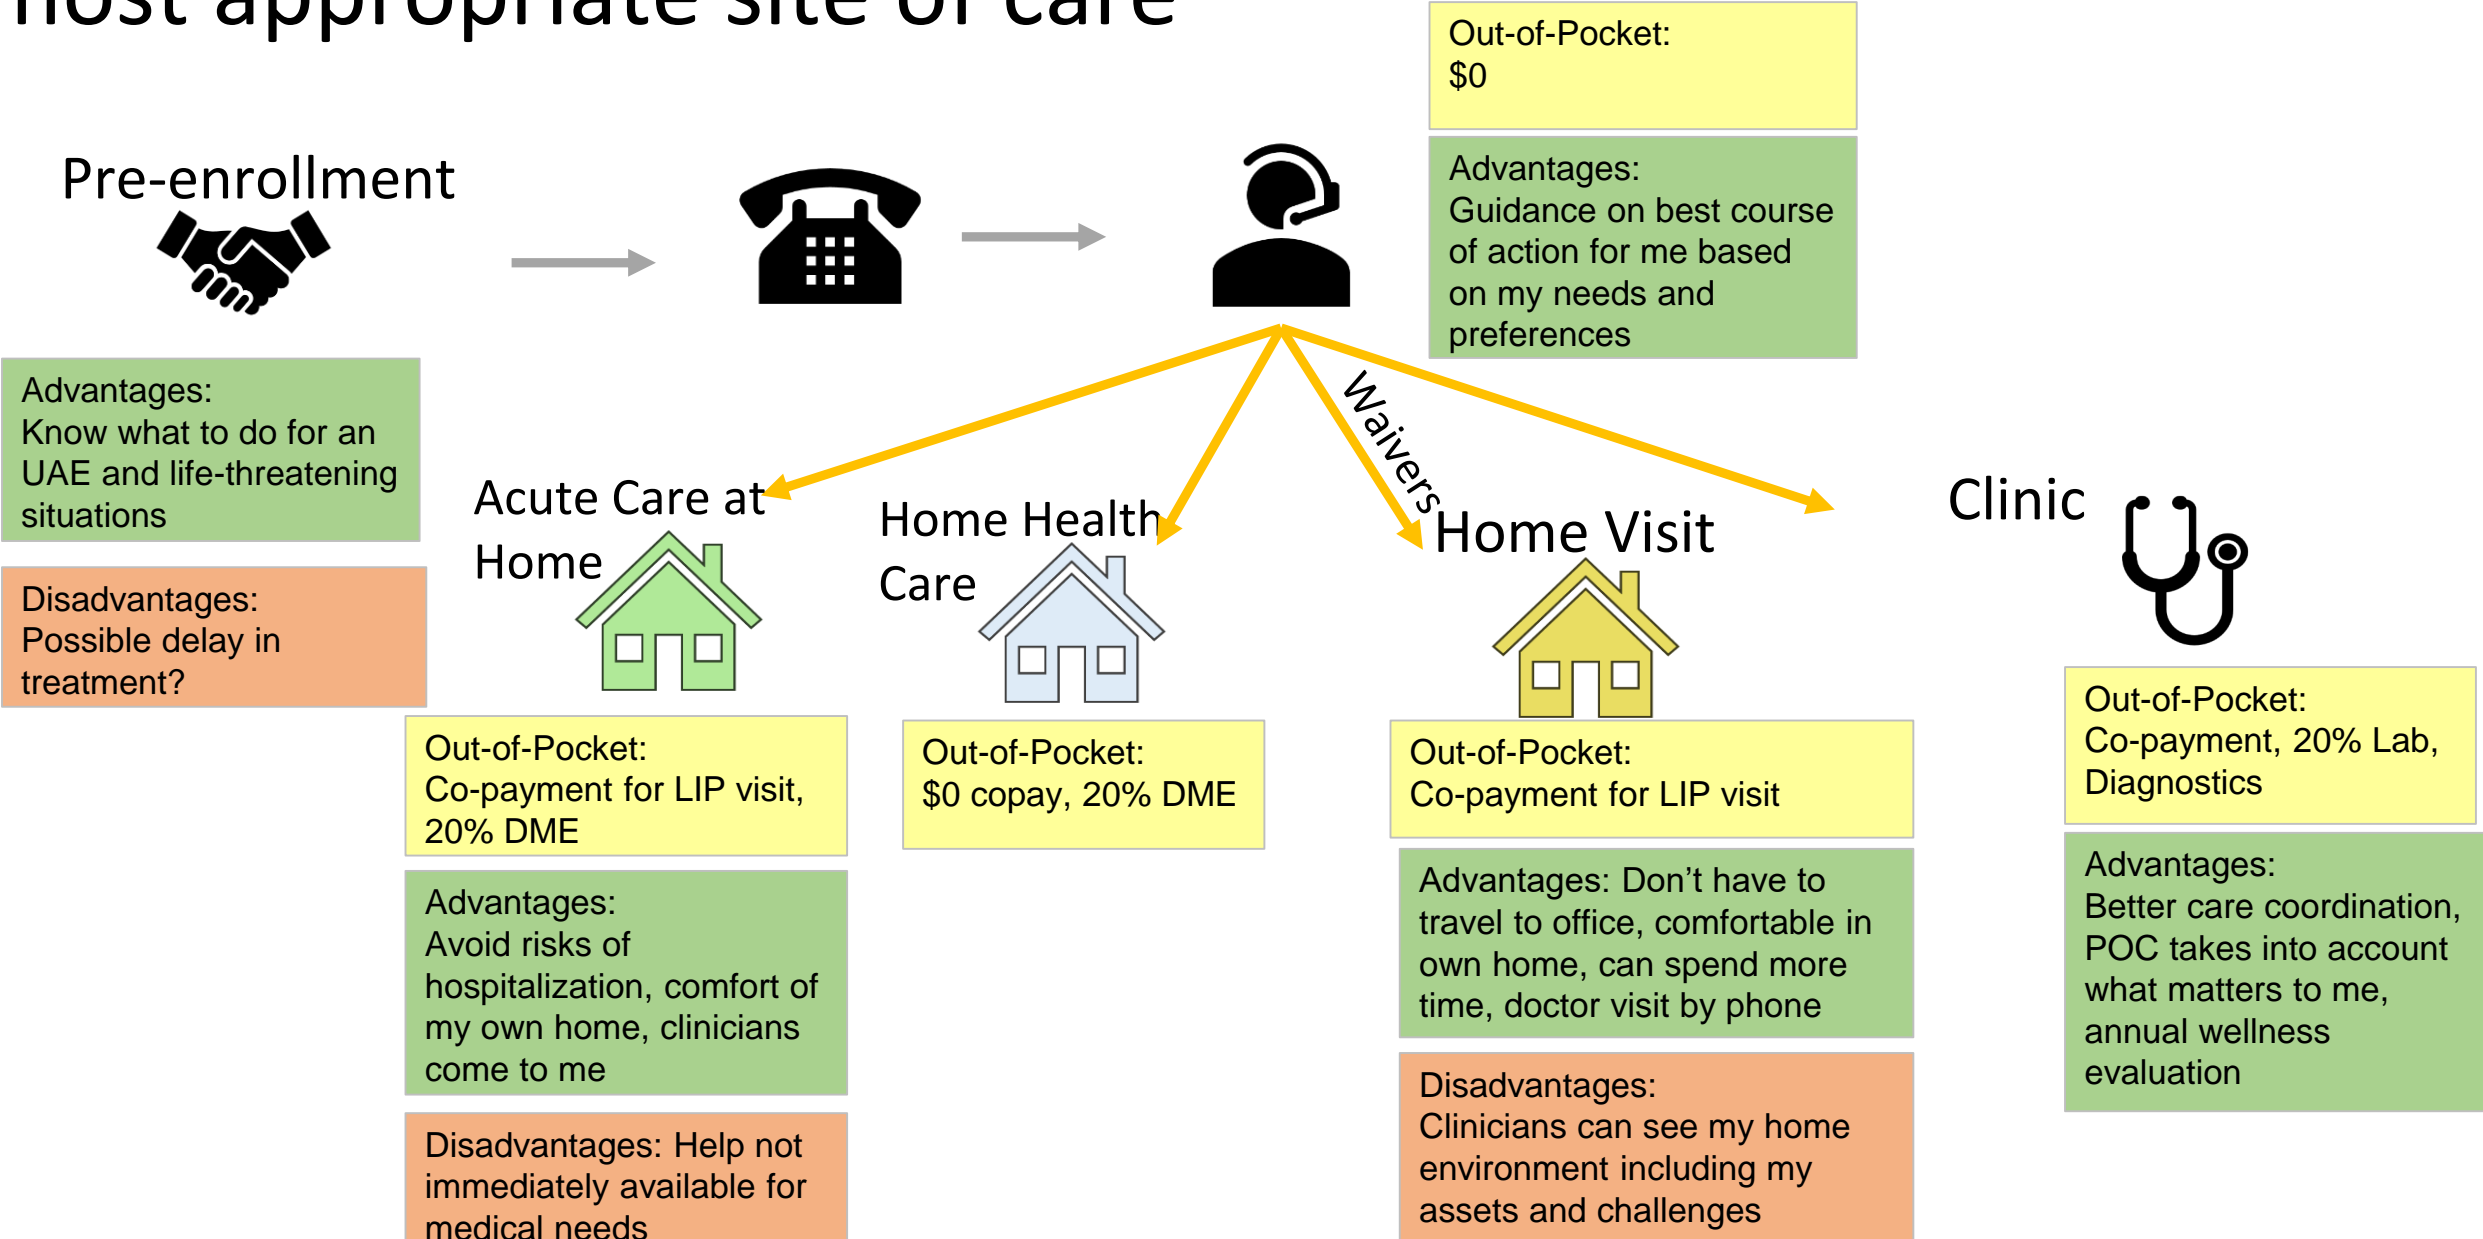 appropriate site of care
Out-of-Pocket:
$0
Pre-enrollment
Advantages:
Guidance on best course
of action for me based
on my needs and
preferences
Advantages:
Know what to do for an
UAE and life-threatening
situations
Disadvantages:
Possible delay in
treatment?
Waivers
Acute Care at
Home
Out-of-Pocket:
Co-payment for LIP visit,
20% DME
Advantages:
Avoid risks of
hospitalization, comfort of
my own home, clinicians
come to me
Disadvantages: Help not
immediately available for
medical needs
Home Health
Care
Out-of-Pocket:
$0 copay, 20% DME
Home Visit
Out-of-Pocket:
Co-payment for LIP visit
Advantages: Don’t have to
travel to office, comfortable in
own home, can spend more
time, doctor visit by phone
Disadvantages:
Clinicians can see my home
environment including my
assets and challenges
Clinic
Out-of-Pocket:
Co-payment, 20% Lab,
Diagnostics
Advantages:
Better care coordination,
POC takes into account
what matters to me,
annual wellness
evaluation